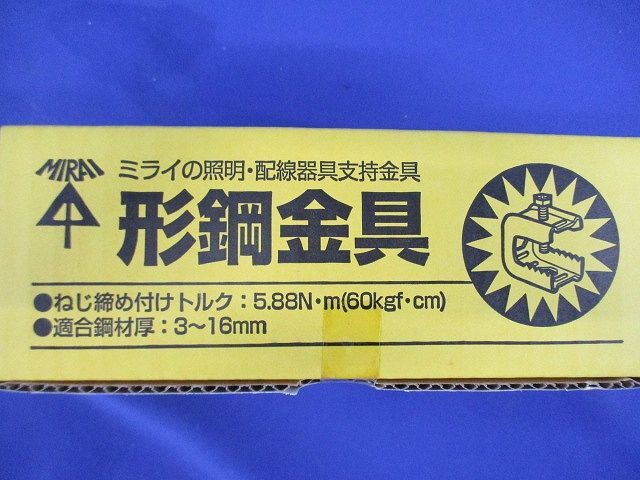 MIRAI
ミライの照明・配線器具支持金具
形鋼金具
●ねじ締め付けトルク：5.88N・m(60kgf・cm)
●適合鋼材厚：3～16mm